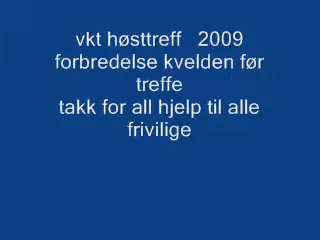 vkt høsttreff   2009
forbredelse kvelden før
treffe
takk for all hjelp til alle
frivilige